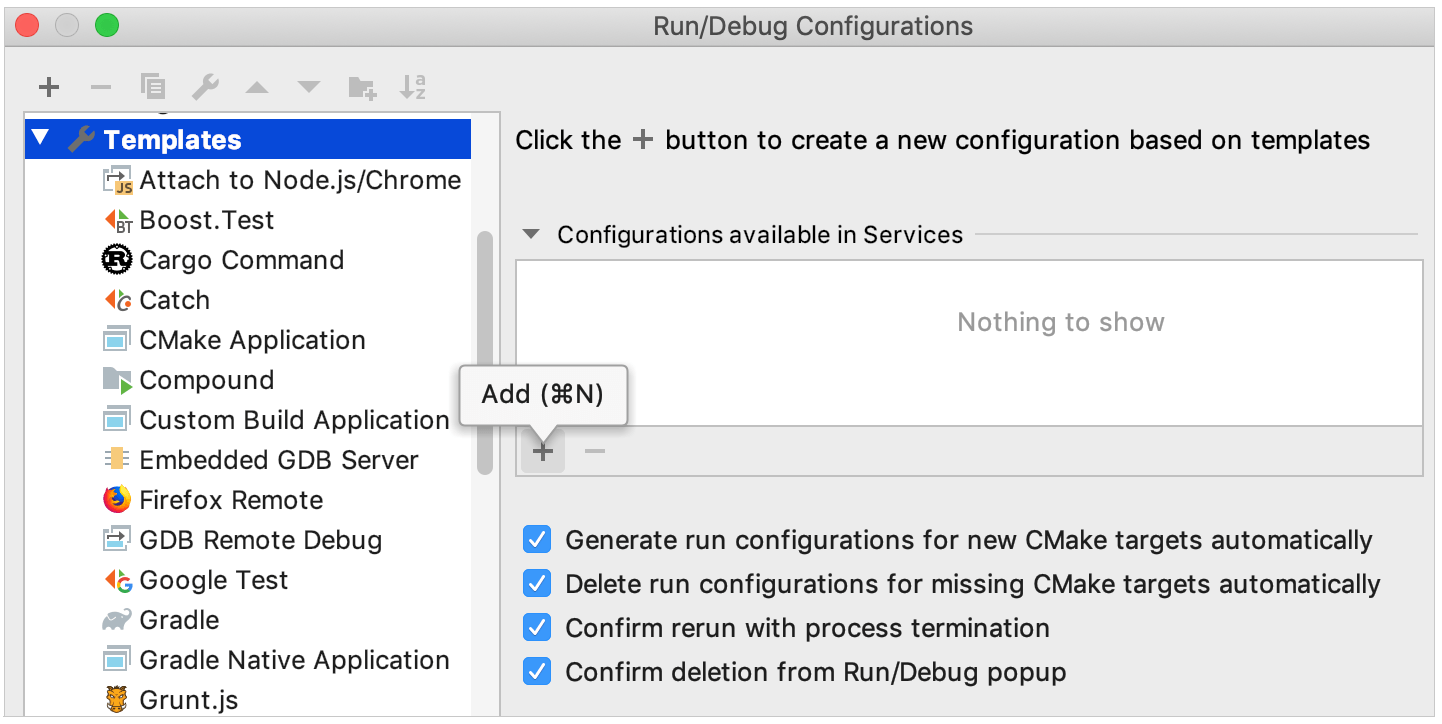 Run/Debug Configurations
Templates
Attach to Node.js/Chrome
Boost.Test
Cargo Command
Catch
CMake Application
Compound
Custom Build Application
Embedded GDB Server
Firefox Remote
GDB Remote Debug
Google Test
Gradle
Gradle Native Application
Grunt.js
Click the + button to create a new configuration based on templates
Configurations available in Services
Nothing to show
Add (⌘N)
Generate run configurations for new CMake targets automatically
Delete run configurations for missing CMake targets automatically
Confirm rerun with process termination
Confirm deletion from Run/Debug popup